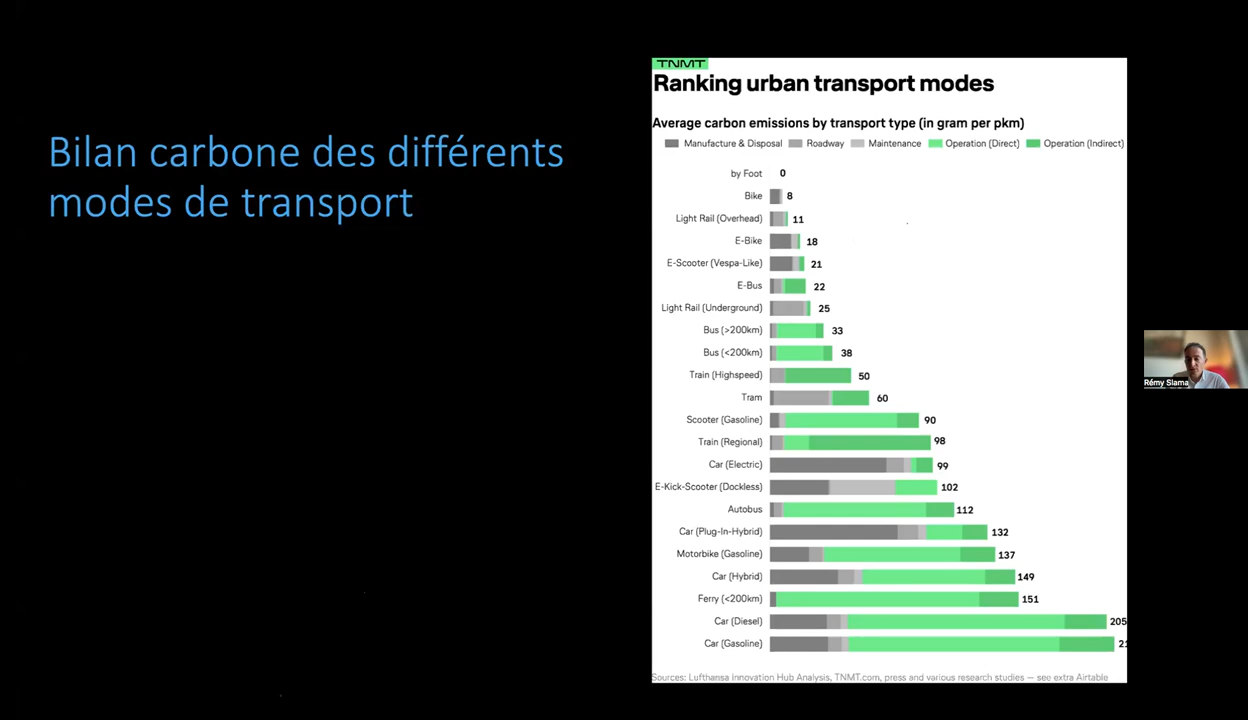 Bilan carbone des différents
modes de transport
TNMT
Ranking urban transport modes
Average carbon emissions by transport type (in gram per pkm)
Manufacture & Disposal Roadway Maintenance Operation (Direct) Operation (Indirect)
by Foot 0
Bike 8
Light Rail (Overhead) 11
E-Bike 18
E-Scooter (Vespa-Like) 21
E-Bus 22
Light Rail (Underground) 25
Bus (>200km) 33
Bus (<200km) 38
Train (Highspeed) 50
Tram 60
Scooter (Gasoline) 90
Train (Regional) 98
Car (Electric) 99
E-Kick-Scooter (Dockless) 102
Autobus 112
Car (Plug-In-Hybrid) 132
Motorbike (Gasoline) 137
Car (Hybrid) 149
Ferry (<200km) 151
Car (Diesel) 205
Car (Gasoline)
Sources: Lufthansa Innovation Hub Analysis, TNMT.com, press and various research studies — see extra Airtable
Rémy Slama